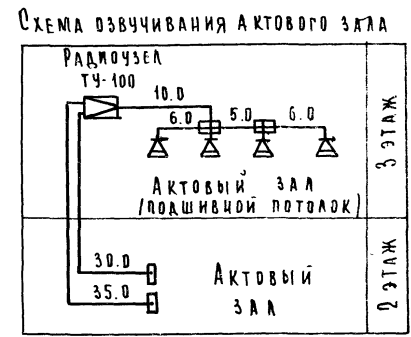 Схема озвучивания актового зала
Радиоузел
ТУ-100
10.0
6.0
5.0
6.0
Актовый зал
(подшивной потолок)
3 этаж
30.0
35.0
Актовый
зал
2 этаж